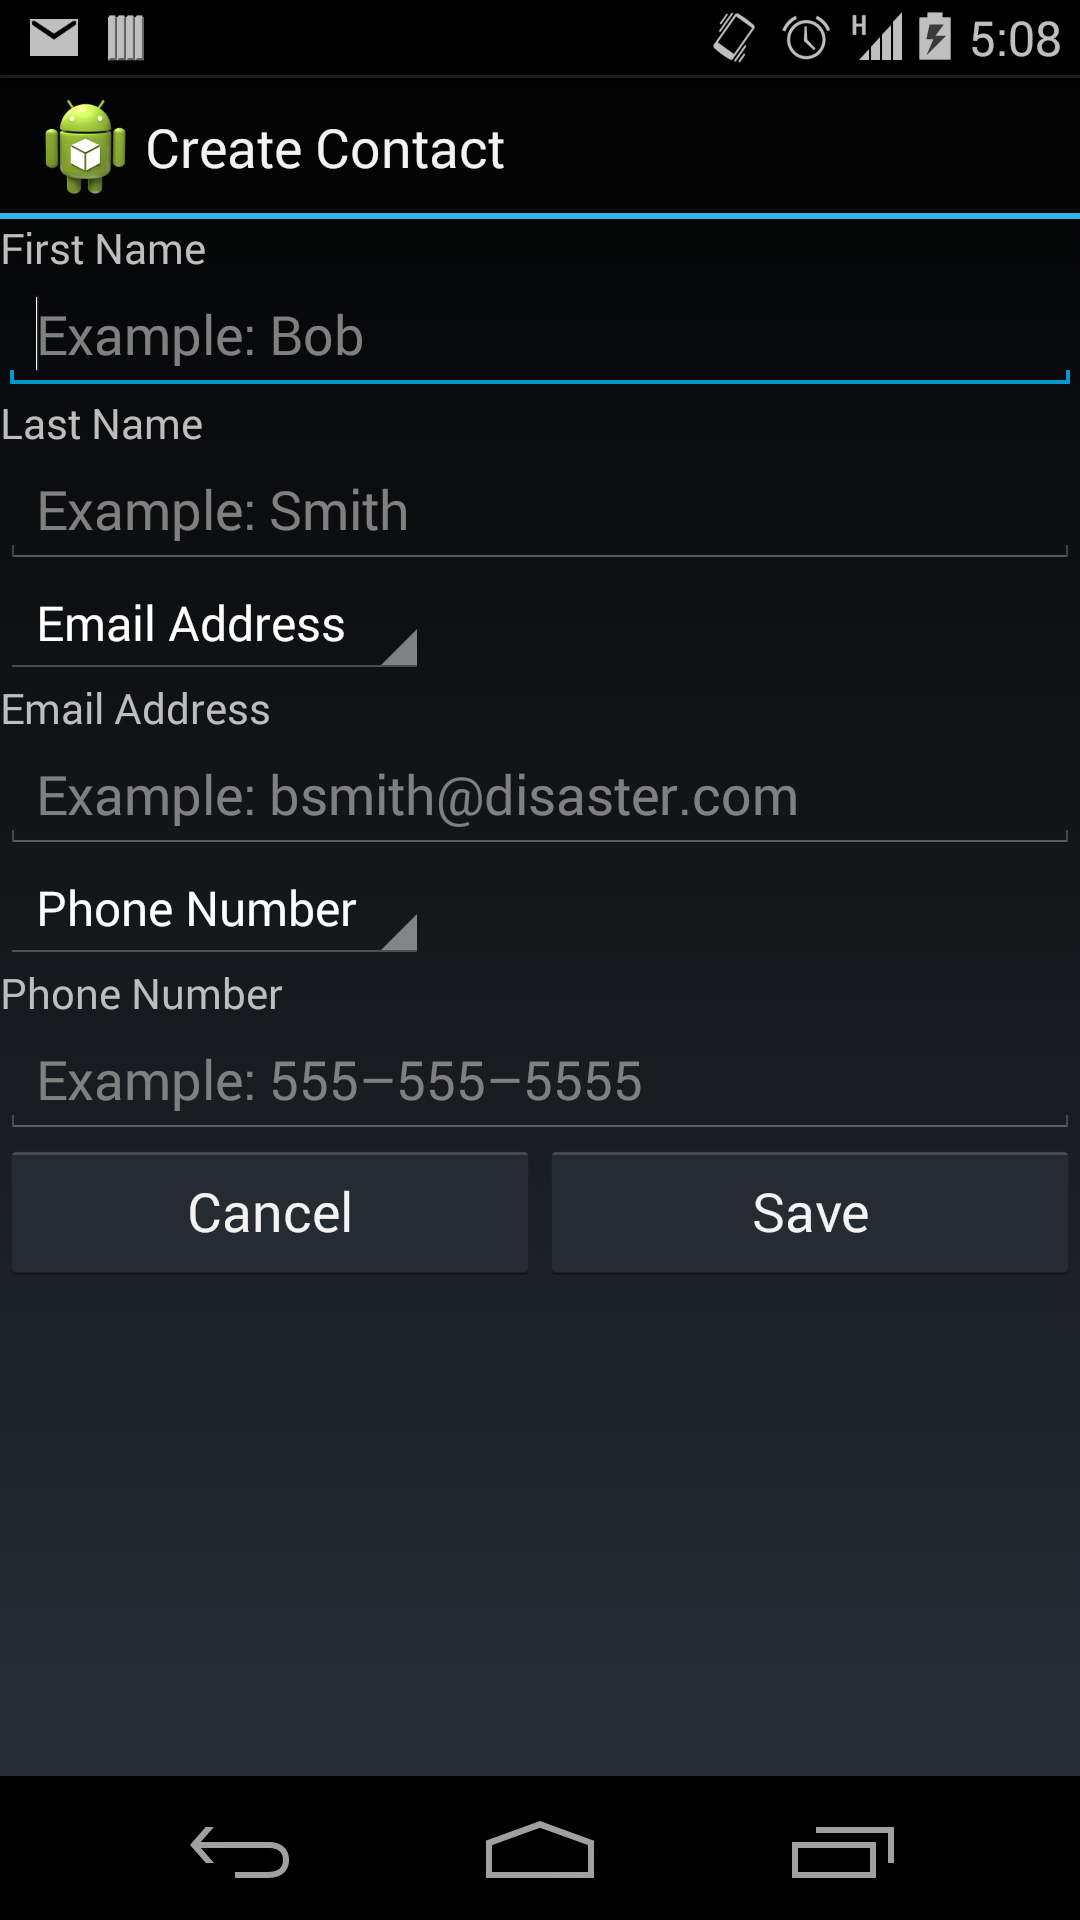 H 5:08
Create Contact
First Name
Example: Bob
Last Name
Example: Smith
Email Address
Email Address
Example: bsmith@disaster.com
Phone Number
Phone Number
Example: 555-555-5555
Cancel Save